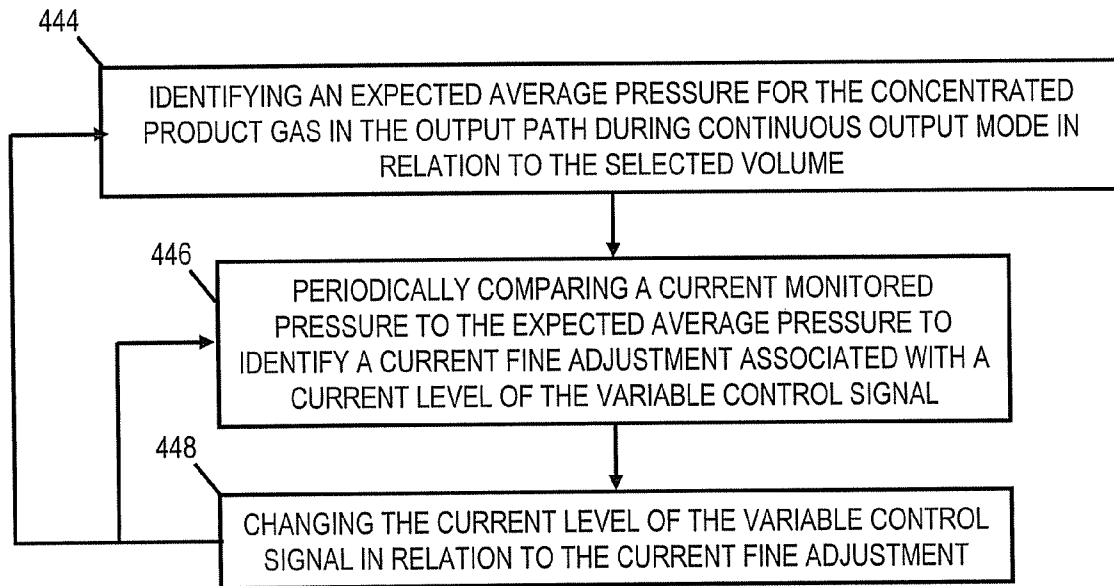 444
IDENTIFYING AN EXPECTED AVERAGE PRESSURE FOR THE CONCENTRATED
PRODUCT GAS IN THE OUTPUT PATH DURING CONTINUOUS OUTPUT MODE IN
RELATION TO THE SELECTED VOLUME
446
PERIODICALLY COMPARING A CURRENT MONITORED
PRESSURE TO THE EXPECTED AVERAGE PRESSURE TO
IDENTIFY A CURRENT FINE ADJUSTMENT ASSOCIATED WITH A
CURRENT LEVEL OF THE VARIABLE CONTROL SIGNAL
448
CHANGING THE CURRENT LEVEL OF THE VARIABLE CONTROL
SIGNAL IN RELATION TO THE CURRENT FINE ADJUSTMENT